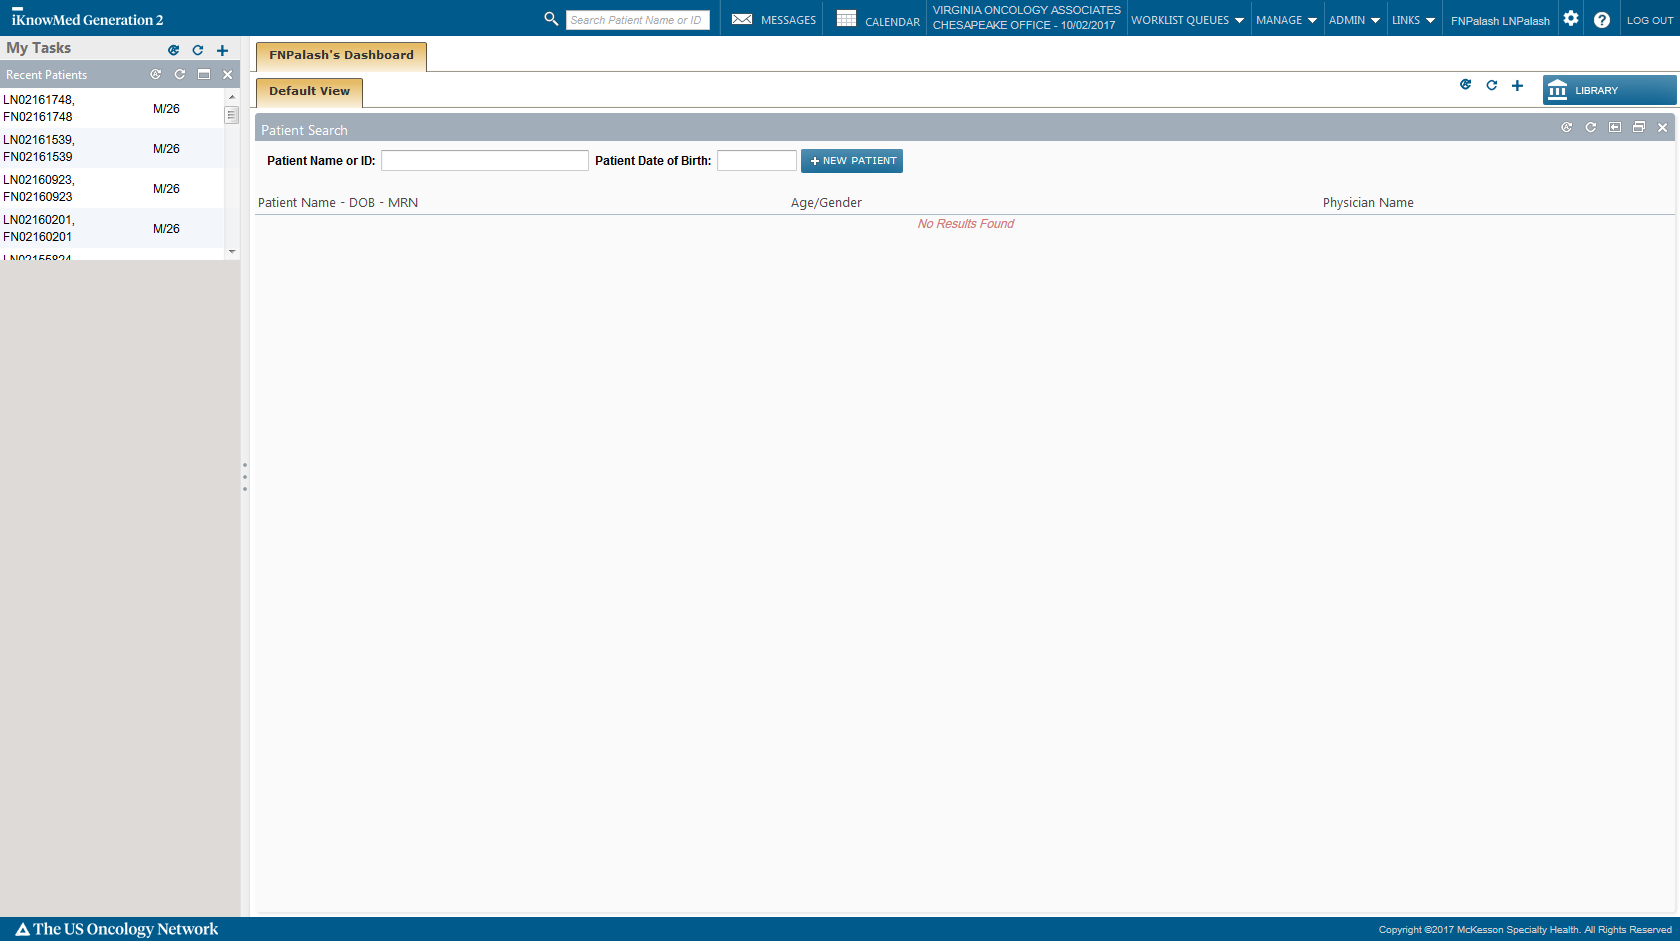 iKnowMed Generation 2
Search Patient Name or ID
MESSAGES
CALENDAR
VIRGINIA ONCOLOGY ASSOCIATES
CHESAPEAKE OFFICE - 10/02/2017
WORKLIST QUEUES
MANAGE
ADMIN
LINKS
FNPalash LNPalash
LOG OUT
My Tasks
Recent Patients
LN02161748,
FN02161748
M/26
LN02161539,
FN02161539
M/26
LN02160923,
FN02160923
M/26
LN02160201,
FN02160201
M/26
LN02155824
FNPalash's Dashboard
Default View
LIBRARY
Patient Search
Patient Name or ID:
Patient Date of Birth:
+ NEW PATIENT
Patient Name - DOB - MRN
Age/Gender
Physician Name
No Results Found
The US Oncology Network
Copyright ©2017 McKesson Specialty Health. All Rights Reserved